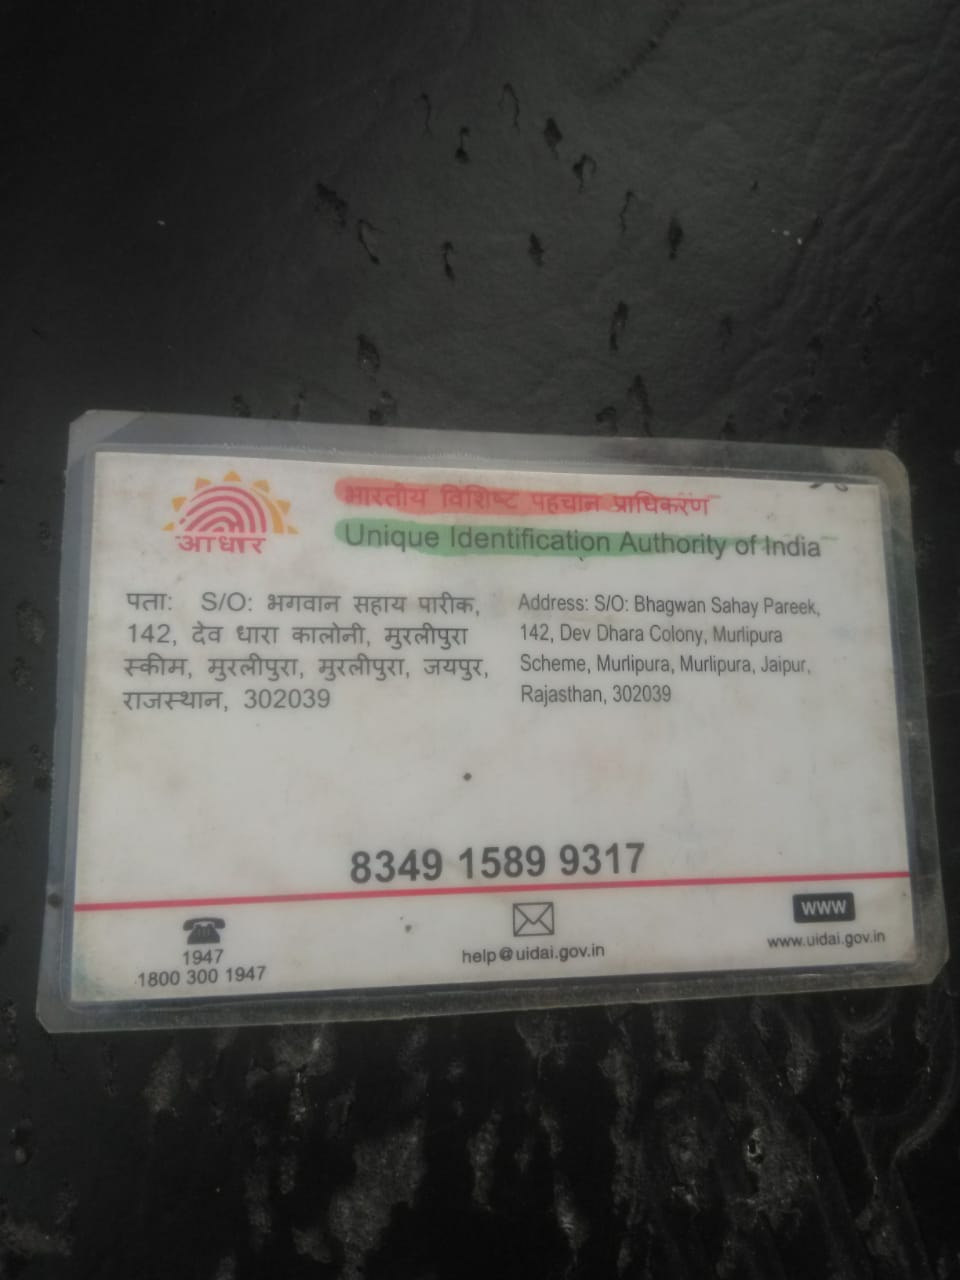 आधार
भारतीय विशिष्ट पहचान प्राधिकरण
Unique Identification Authority of India
पता: S/O: भगवान सहाय पारीक,
142, देव धारा कालोनी, मुरलीपुरा
स्कीम, मुरलीपुरा, मुरलीपुरा, जयपुर,
राजस्थान, 302039
Address: S/O: Bhagwan Sahay Pareek,
142, Dev Dhara Colony, Murlipura
Scheme, Murlipura, Murlipura, Jaipur,
Rajasthan, 302039
8349 1589 9317
1947
1800 300 1947
help@uidai.gov.in
WWW
www.uidai.gov.in